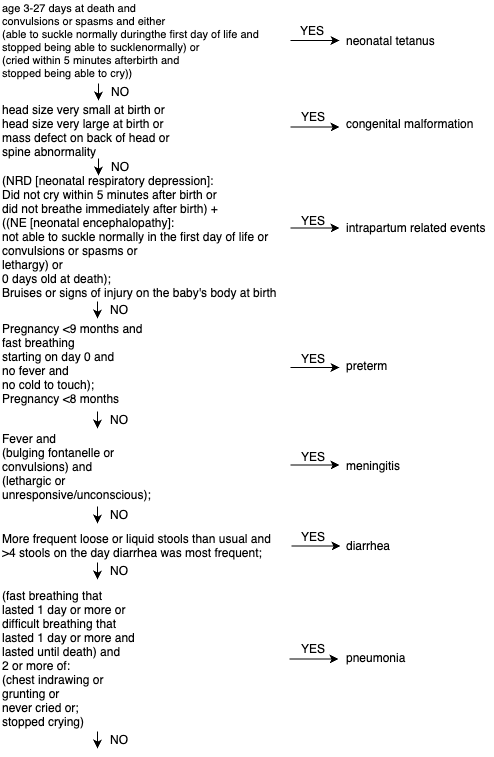 age 3-27 days at death and
convulsions or spasms and either
(able to suckle normally duringthe first day of life and
stopped being able to sucklenormally) or
(cried within 5 minutes afterbirth and
stopped being able to cry))
YES
neonatal tetanus
NO
head size very small at birth or
head size very large at birth or
mass defect on back of head or
spine abnormality
YES
congenital malformation
NO
(NRD [neonatal respiratory depression]:
Did not cry within 5 minutes after birth or
did not breathe immediately after birth) +
((NE [neonatal encephalopathy]:
not able to suckle normally in the first day of life or
convulsions or spasms or
lethargy) or
0 days old at death);
Bruises or signs of injury on the baby's body at birth
YES
intrapartum related events
NO
Pregnancy <9 months and
fast breathing
starting on day 0 and
no fever and
no cold to touch);
Pregnancy <8 months
YES
preterm
NO
Fever and
(bulging fontanelle or
convulsions) and
(lethargic or
unresponsive/unconscious);
YES
meningitis
NO
More frequent loose or liquid stools than usual and
>4 stools on the day diarrhea was most frequent;
YES
diarrhea
NO
(fast breathing that
lasted 1 day or more or
difficult breathing that
lasted 1 day or more and
lasted until death) and
2 or more of:
(chest indrawing or
grunting or
never cried or;
stopped crying)
YES
pneumonia
NO